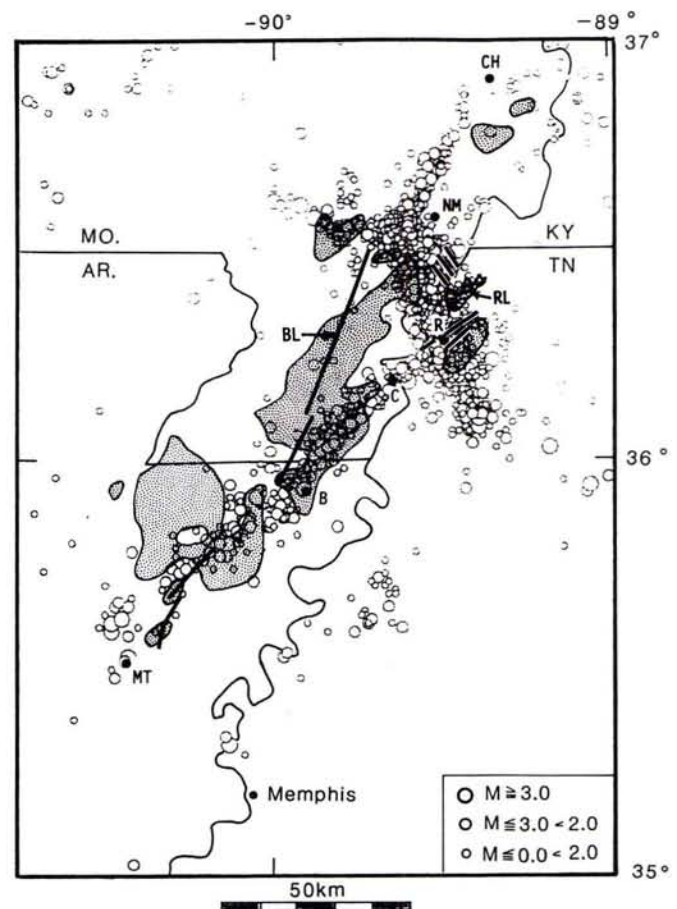 -90°
-89°
37°
CH
NM
MO.
KY
AR.
TN
RL
BL
R
C
36°
B
MT
Memphis
M ≧ 3.0
M ≦ 3.0 < 2.0
M ≦ 0.0 < 2.0
35°
50km